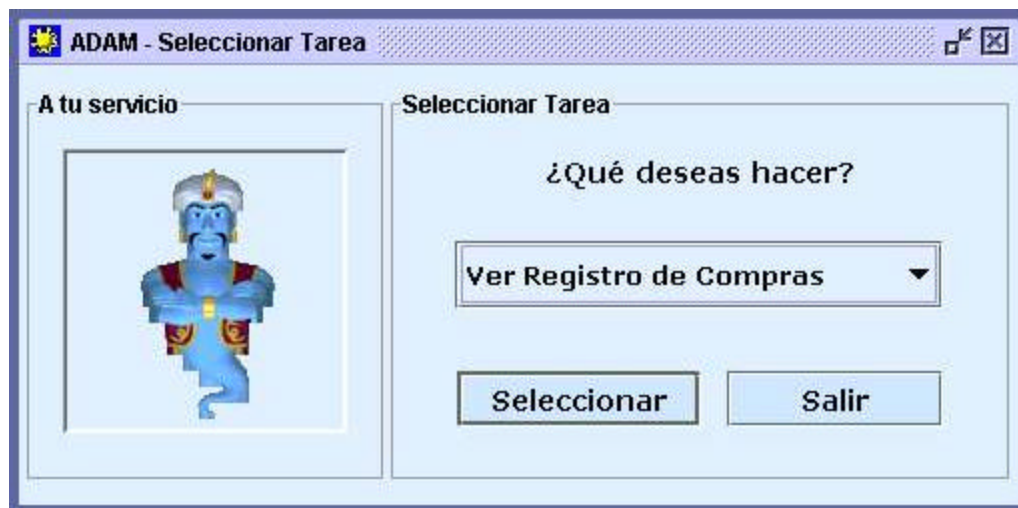 ADAM - Seleccionar Tarea
A tu servicio
Seleccionar Tarea
¿Qué deseas hacer?
Ver Registro de Compras
Seleccionar
Salir